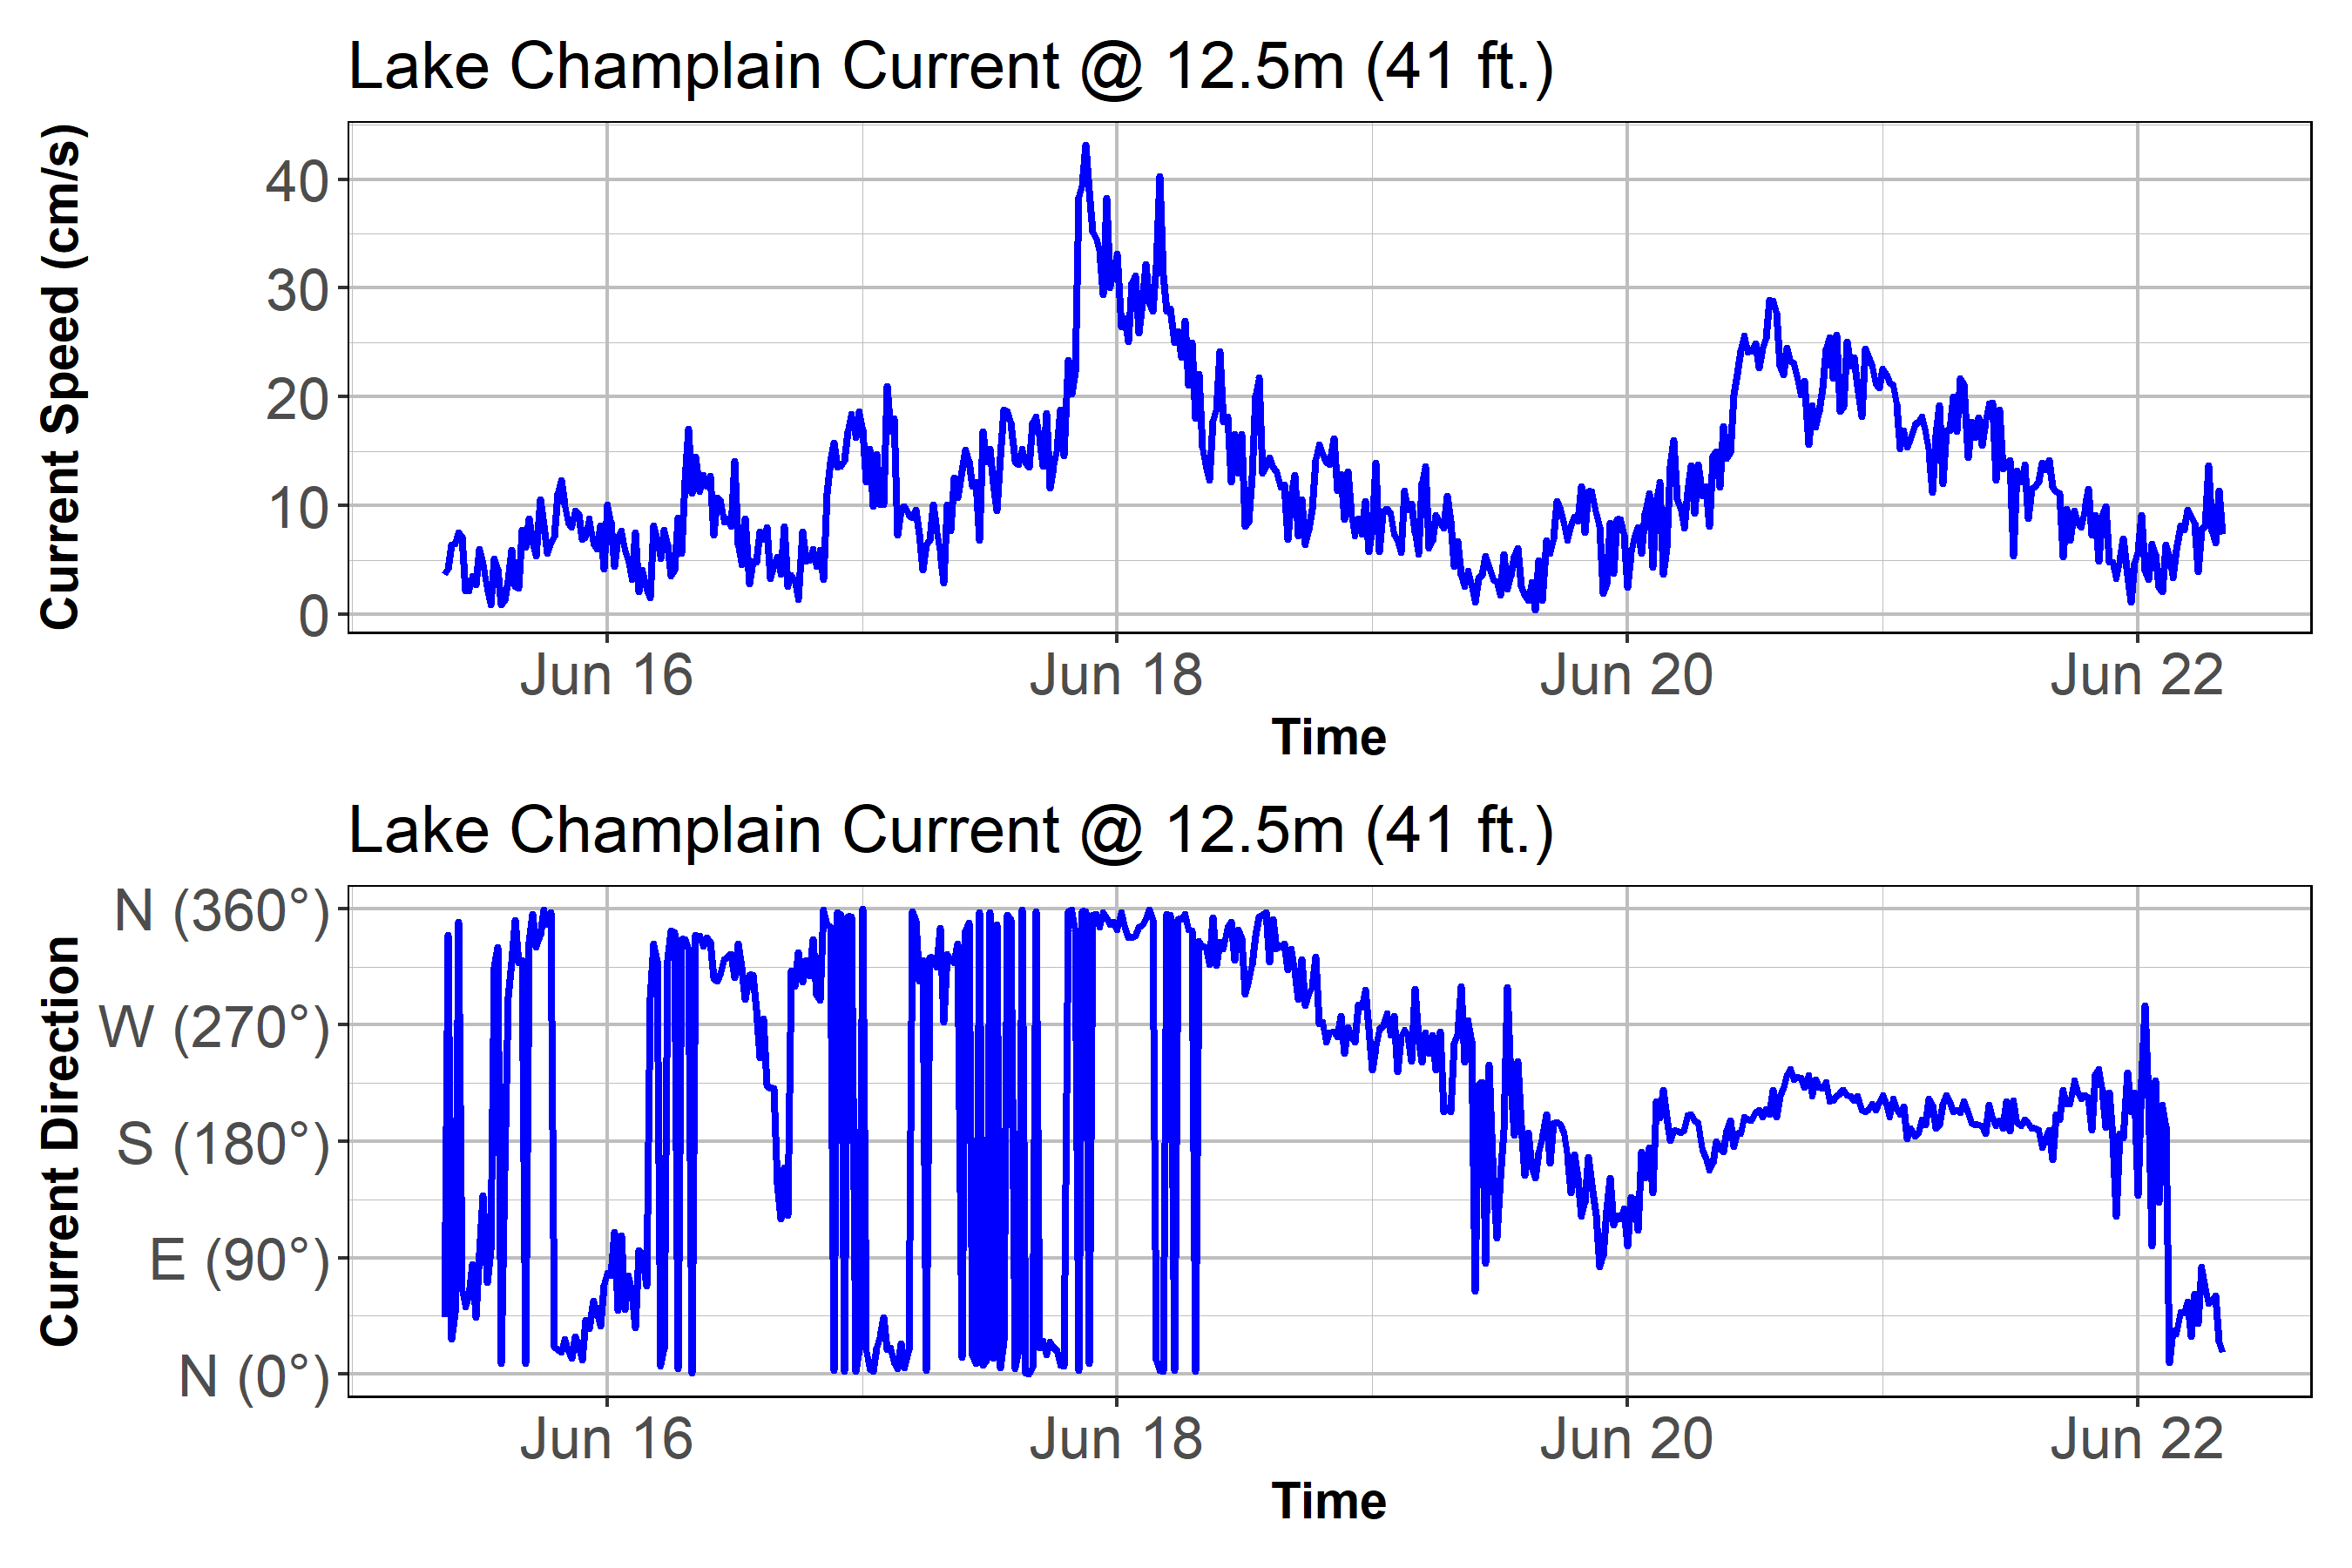 Lake Champlain Current @ 12.5m (41 ft.)
Current Speed (cm/s)
40
30
20
10
0
Jun 16 Jun 18 Jun 20 Jun 22
Time
Lake Champlain Current @ 12.5m (41 ft.)
Current Direction
N (360°)
W (270°)
S (180°)
E (90°)
N (0°)
Jun 16 Jun 18 Jun 20 Jun 22
Time